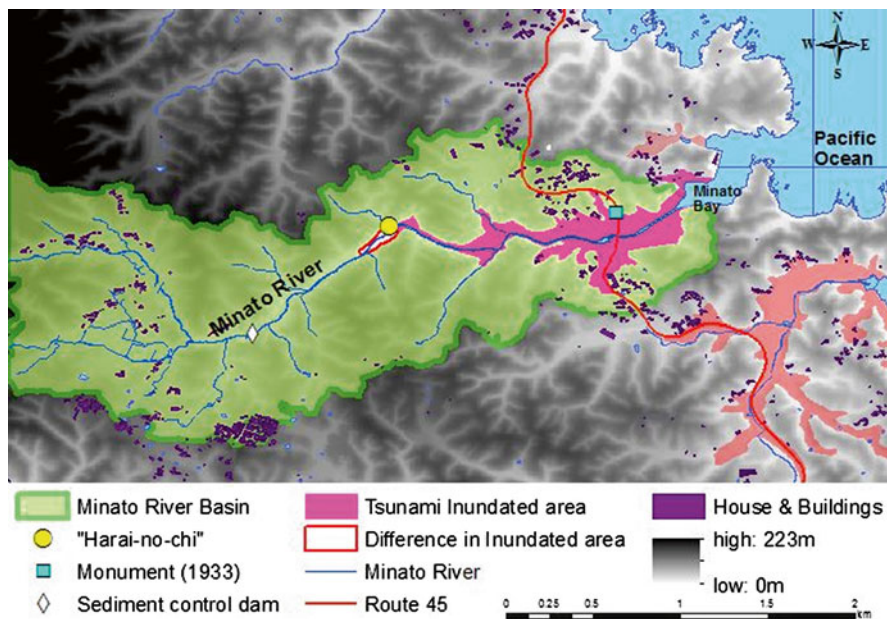 N
W E
S
Pacific
Ocean
Minato
Bay
Minato River
Minato River Basin
"Harai-no-chi"
Monument (1933)
Sediment control dam
Tsunami Inundated area
Difference in Inundated area
Minato River
Route 45
House & Buildings
high: 223m
low: 0m
0 0.25 0.5 1 1.5 2
km